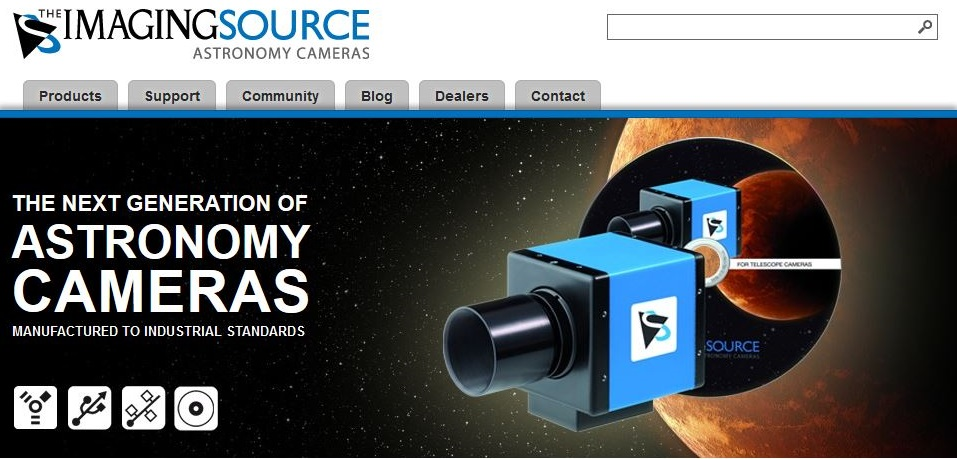 THE IMAGINGSOURCE
ASTRONOMY CAMERAS
Products Support Community Blog Dealers Contact
THE NEXT GENERATION OF
ASTRONOMY
CAMERAS
MANUFACTURED TO INDUSTRIAL STANDARDS
FOR TELESCOPE CAMERAS
SOURCE
ASTRONOMY CAMERAS